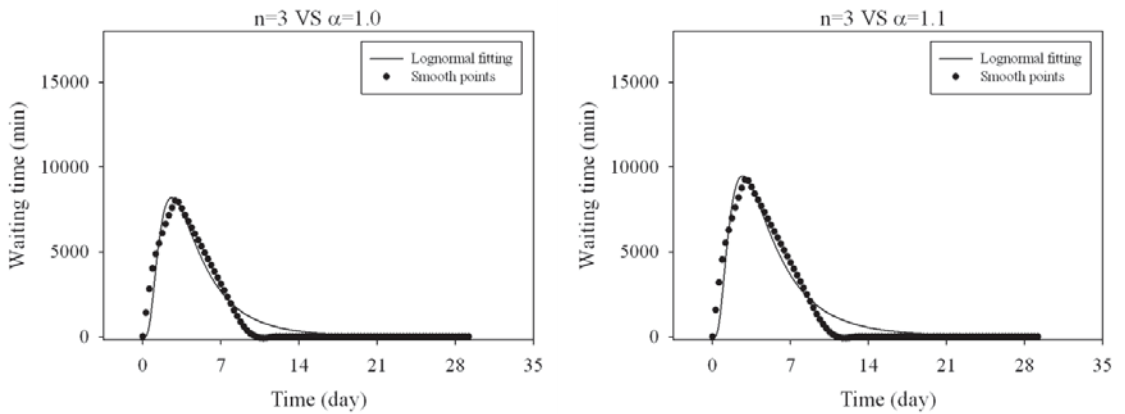 n=3 VS α=1.0
Lognormal fitting
Smooth points
15000
10000
5000
0
Waiting time (min)
0 7 14 21 28 35
Time (day)
n=3 VS α=1.1
Lognormal fitting
Smooth points
15000
10000
5000
0
Waiting time (min)
0 7 14 21 28 35
Time (day)